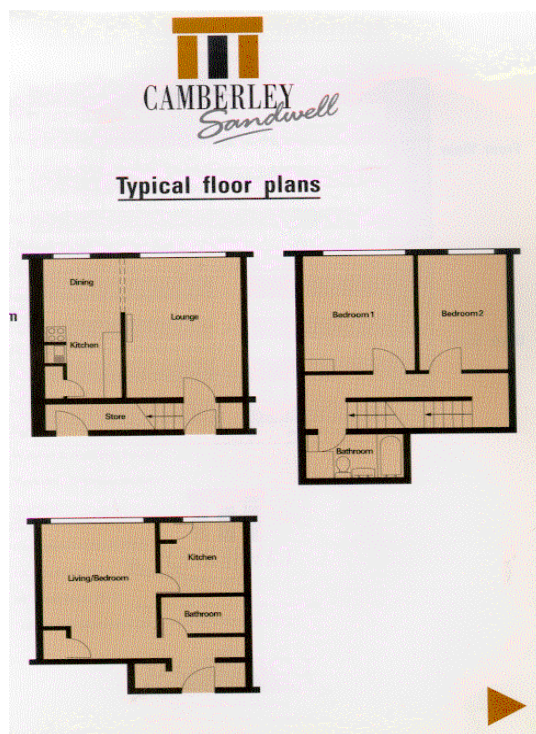 CAMBERLEY
Sandwell
Typical floor plans
Dining
Lounge
Kitchen
Store
Bedroom 1
Bedroom 2
Bathroom
Kitchen
Living/Bedroom
Bathroom